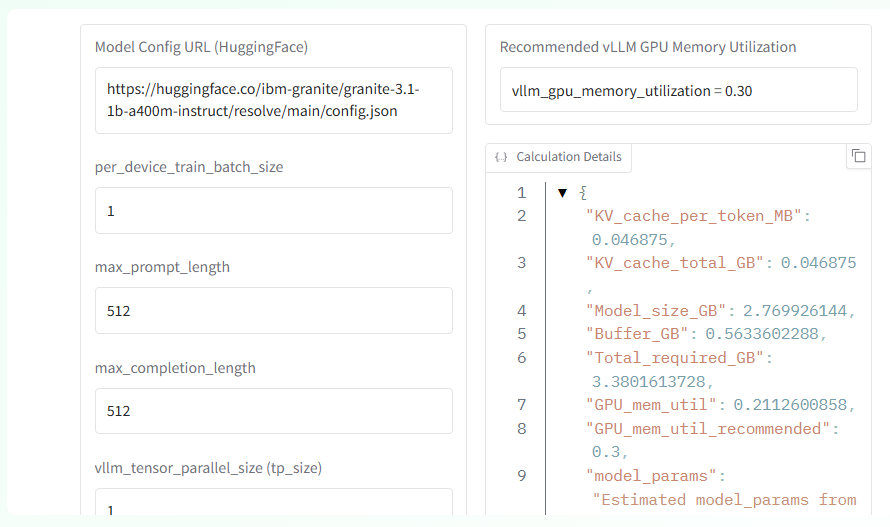 Model Config URL (HuggingFace)
https://huggingface.co/ibm-granite/granite-3.1-
1b-a400m-instruct/resolve/main/config.json
per_device_train_batch_size
1
max_prompt_length
512
max_completion_length
512
vllm_tensor_parallel_size (tp_size)
1
Recommended vLLM GPU Memory Utilization
vllm_gpu_memory_utilization = 0.30
{..} Calculation Details
1 ▼ {
2 "KV_cache_per_token_MB":
0.046875,
3 "KV_cache_total_GB": 0.046875
,
4 "Model_size_GB": 2.769926144,
5 "Buffer_GB": 0.5633602288,
6 "Total_required_GB":
3.3801613728,
7 "GPU_mem_util": 0.2112600858,
8 "GPU_mem_util_recommended":
0.3,
9 "model_params":
"Estimated model_params from